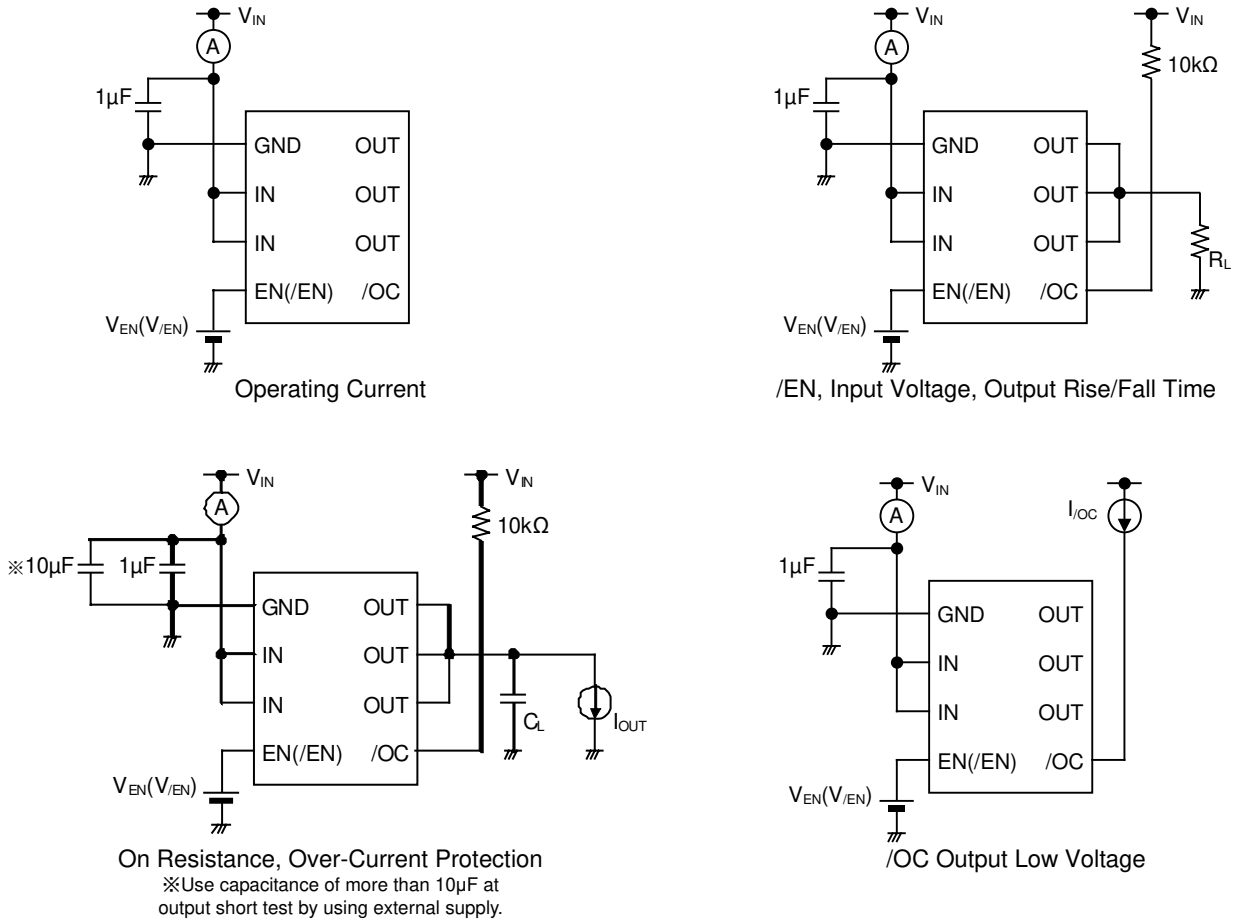 VIN
A
1µF
GND OUT
IN OUT
IN OUT
EN(/EN) /OC
VEN(V/EN)
Operating Current
VIN
VIN
A
10kΩ
1µF
GND OUT
IN OUT
IN OUT
RL
EN(/EN) /OC
VEN(V/EN)
/EN, Input Voltage, Output Rise/Fall Time
VIN
VIN
A
10kΩ
※10µF 1µF
GND OUT
IN OUT
IN OUT
CL IOUT
EN(/EN) /OC
VEN(V/EN)
On Resistance, Over-Current Protection
※Use capacitance of more than 10µF at
output short test by using external supply.
VIN
I/OC
A
1µF
GND OUT
IN OUT
IN OUT
EN(/EN) /OC
VEN(V/EN)
/OC Output Low Voltage